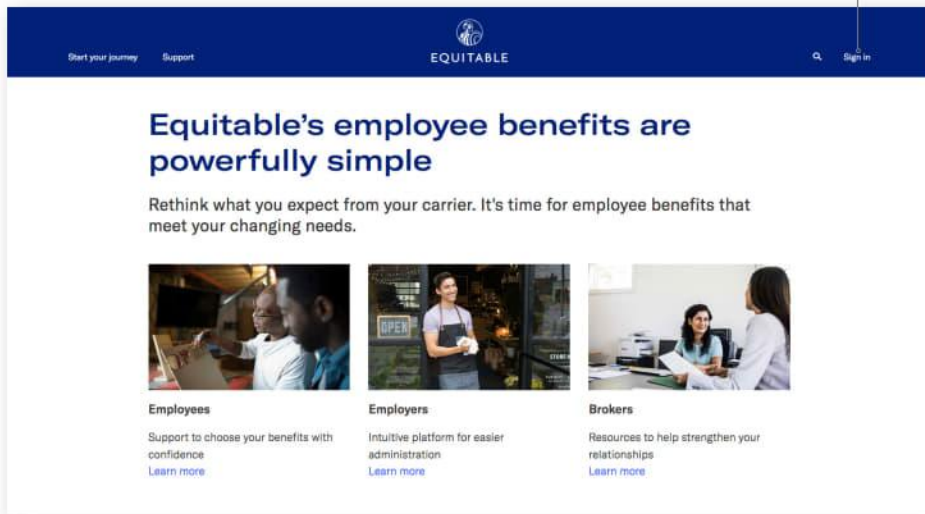 Start your journey
Support
EQUITABLE
Sign in
Equitable's employee benefits are
powerfully simple
Rethink what you expect from your carrier. It's time for employee benefits that
meet your changing needs.
OPEN
Employees
Employers
Brokers
Support to choose your benefits with
confidence
Learn more
Intuitive platform for easier
administration
Learn more
Resources to help strengthen your
relationships
Learn more